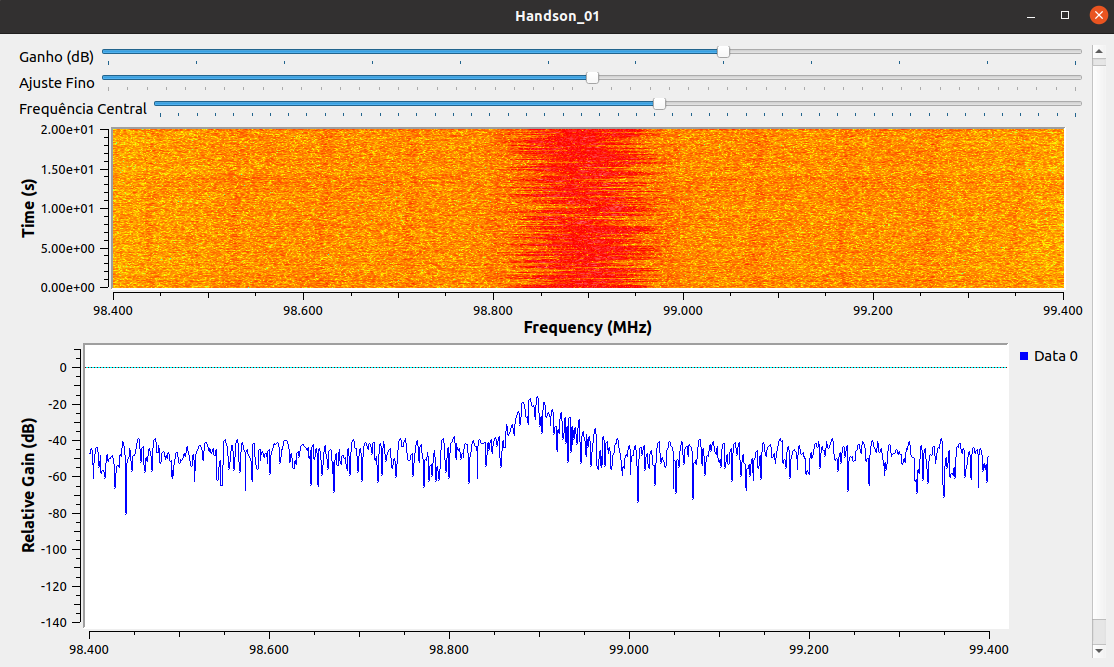 Handson_01
Ganho (dB)
Ajuste Fino
Frequência Central
2.00e+01
1.50e+01
1.00e+01
5.00e+00
0.00e+00
Time (s)
98.400 98.600 98.800 99.000 99.200 99.400
Frequency (MHz)
Data 0
0
-20
-40
-60
-80
-100
-120
-140
Relative Gain (dB)
98.400 98.600 98.800 99.000 99.200 99.400